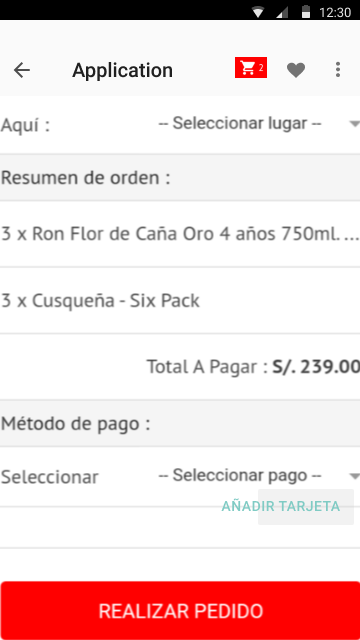 12:30
Application
2
Aquí :
-- Seleccionar lugar --
Resumen de orden :
3 x Ron Flor de Caña Oro 4 años 750ml. ...
3 x Cusqueña - Six Pack
Total A Pagar : S/. 239.00
Método de pago :
Seleccionar
-- Seleccionar pago --
AÑADIR TARJETA
REALIZAR PEDIDO